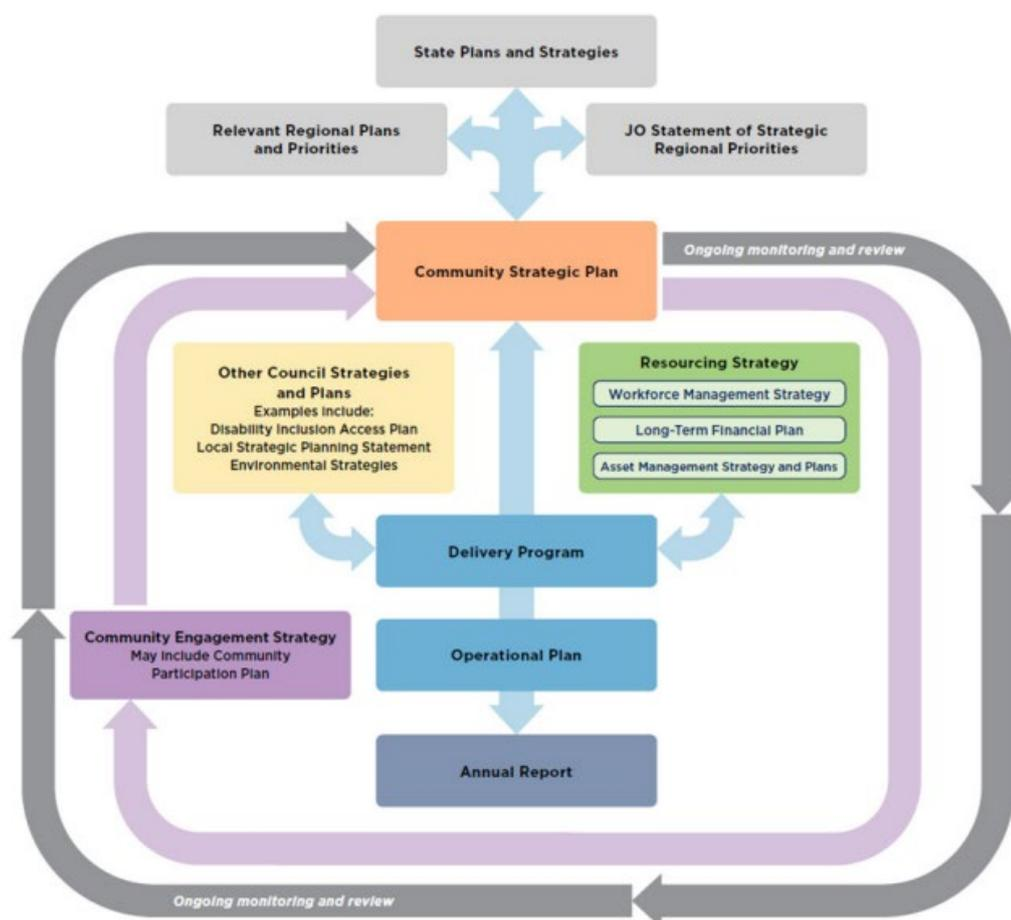 State Plans and Strategies
Relevant Regional Plans
and Priorities
JO Statement of Strategic
Regional Priorities
Community Strategic Plan
Ongoing monitoring and review
Other Council Strategies
and Plans
Examples include:
Disability Inclusion Access Plan
Local Strategic Planning Statement
Environmental Strategies
Resourcing Strategy
Workforce Management Strategy
Long-Term Financial Plan
Asset Management Strategy and Plans
Delivery Program
Community Engagement Strategy
May include Community
Participation Plan
Operational Plan
Annual Report
Ongoing monitoring and review